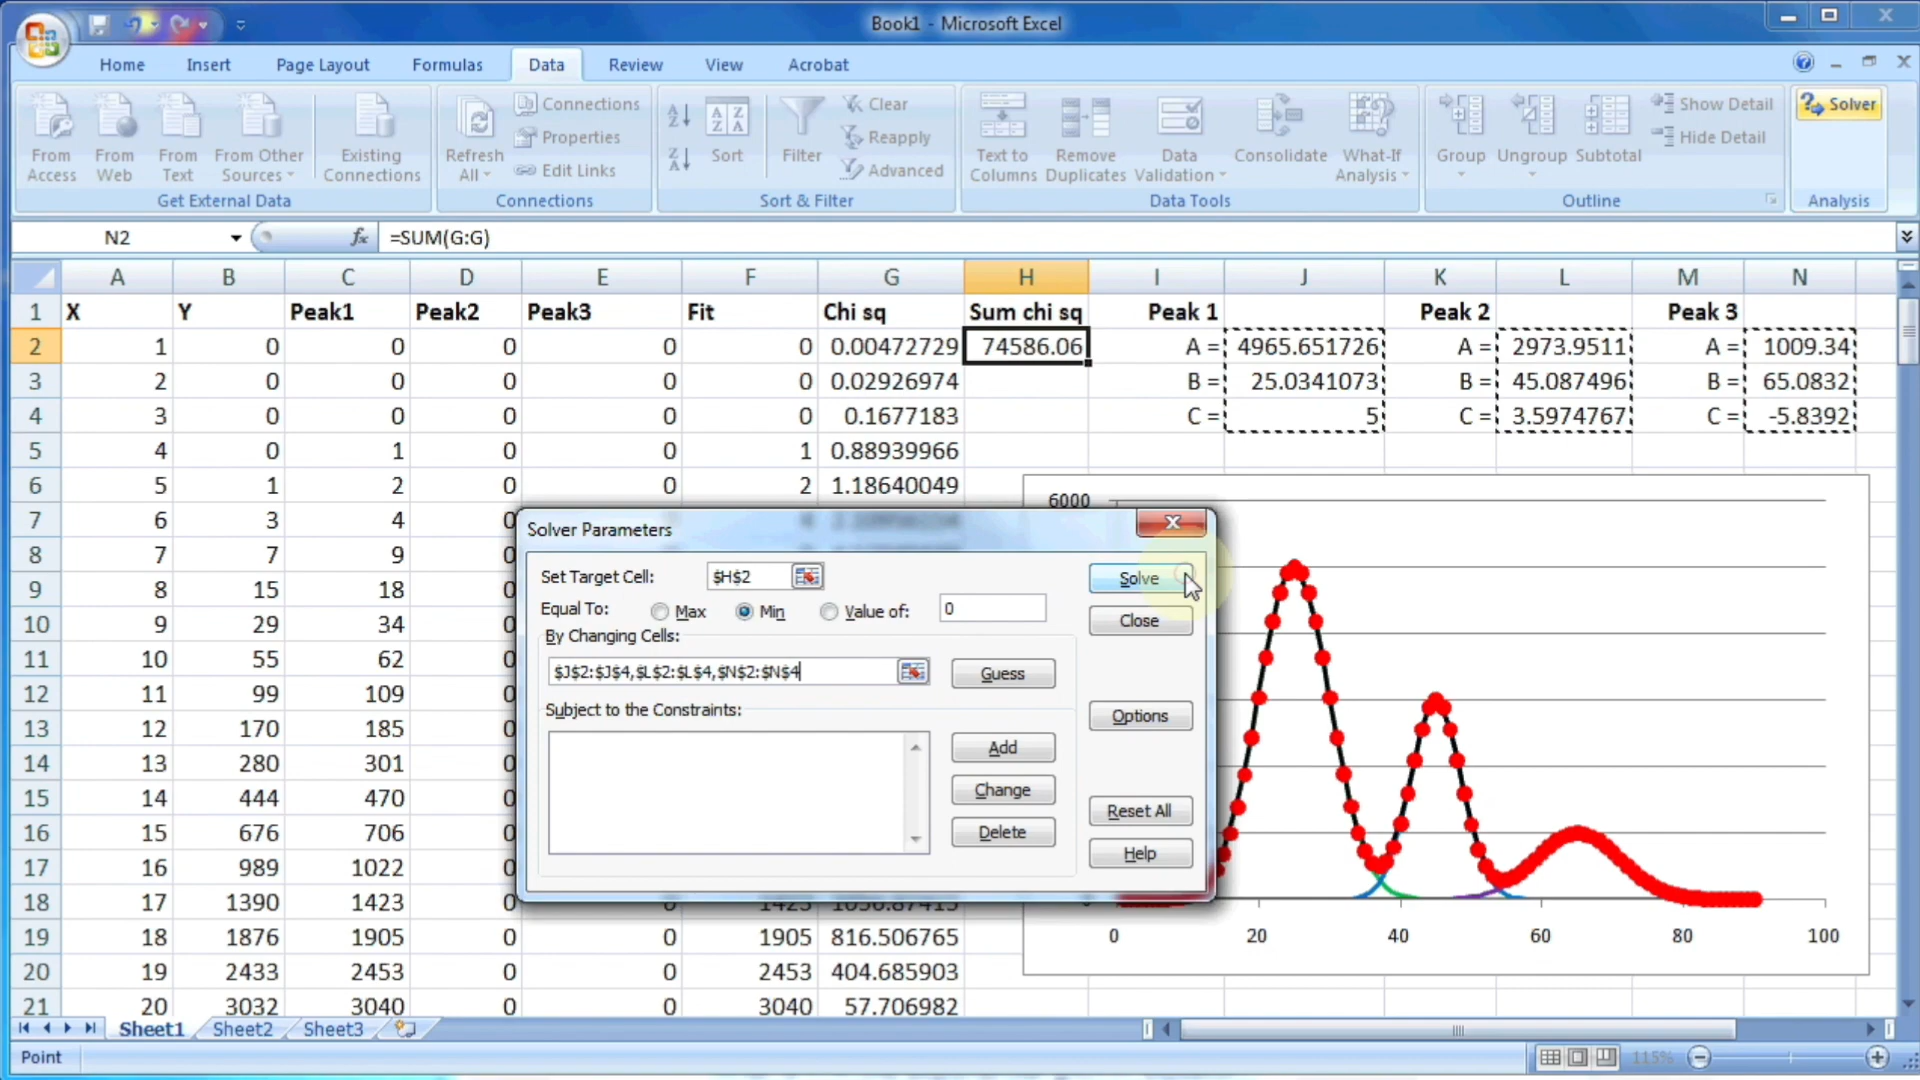 Book1 - Microsoft Excel
Home Insert Page Layout Formulas Data Review View Acrobat
From Access
From Web
From Text
From Other Sources
Existing Connections
Get External Data
Refresh All
Connections
Properties
Edit Links
Connections
Sort
Filter
Clear
Reapply
Advanced
Sort & Filter
Text to Columns
Remove Duplicates
Data Validation
Consolidate
What-If Analysis
Data Tools
Group
Ungroup
Subtotal
Show Detail
Hide Detail
Outline
Solver
Analysis
N2 fx =SUM(G:G)
A B C D E F G H I J K L M N
1 X Y Peak1 Peak2 Peak3 Fit Chi sq Sum chi sq Peak 1 Peak 2 Peak 3
2 1 0 0 0 0 0 0.00472729 74586.06 A = 4965.651726 A = 2973.9511 A = 1009.34
3 2 0 0 0 0 0 0.02926974 B = 25.0341073 B = 45.087496 B = 65.0832
4 3 0 0 0 0 0 0.1677183 C = 5 C = 3.5974767 C = -5.8392
5 4 0 1 0 0 1 0.88939966
6 5 1 2 0 0 2 1.18640049
7 6 3 4 0
8 7 7 9 0
9 8 15 18
10 9 29 34
11 10 55 62
12 11 99 109
13 12 170 185
14 13 280 301
15 14 444 470
16 15 676 706
17 16 989 1022
18 17 1390 1423
19 18 1876 1905 0 0 1905 816.506765
20 19 2433 2453 0 0 2453 404.685903
21 20 3032 3040 0 0 3040 57.706982
Solver Parameters
Set Target Cell: $H$2
Equal To: Max Min Value of: 0
By Changing Cells:
$J$2:$J$4,$L$2:$L$4,$N$2:$N$4
Guess
Subject to the Constraints:
Add
Change
Delete
Solve
Close
Options
Reset All
Help
6000
0 20 40 60 80 100
Sheet1 Sheet2 Sheet3
Point
115%